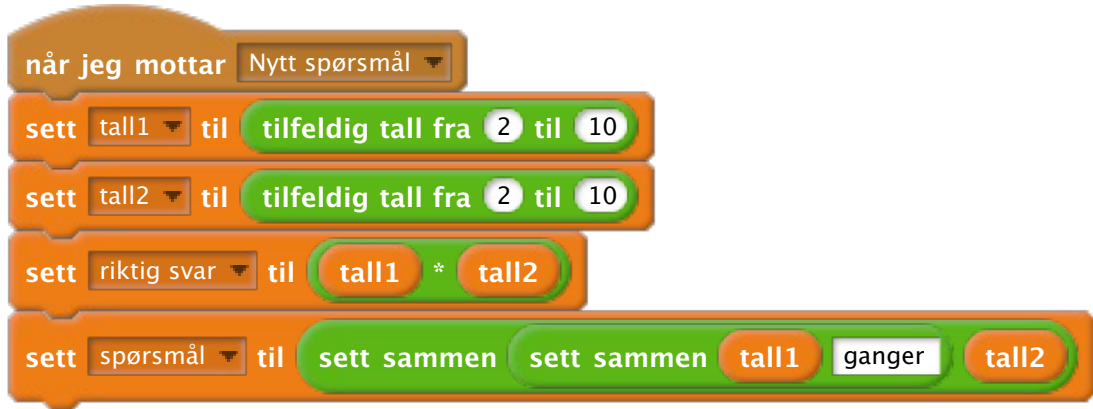 når jeg mottar Nytt spørsmål
sett tall1 til tilfeldig tall fra 2 til 10
sett tall2 til tilfeldig tall fra 2 til 10
sett riktig svar til tall1 * tall2
sett spørsmål til sett sammen sett sammen tall1 ganger tall2